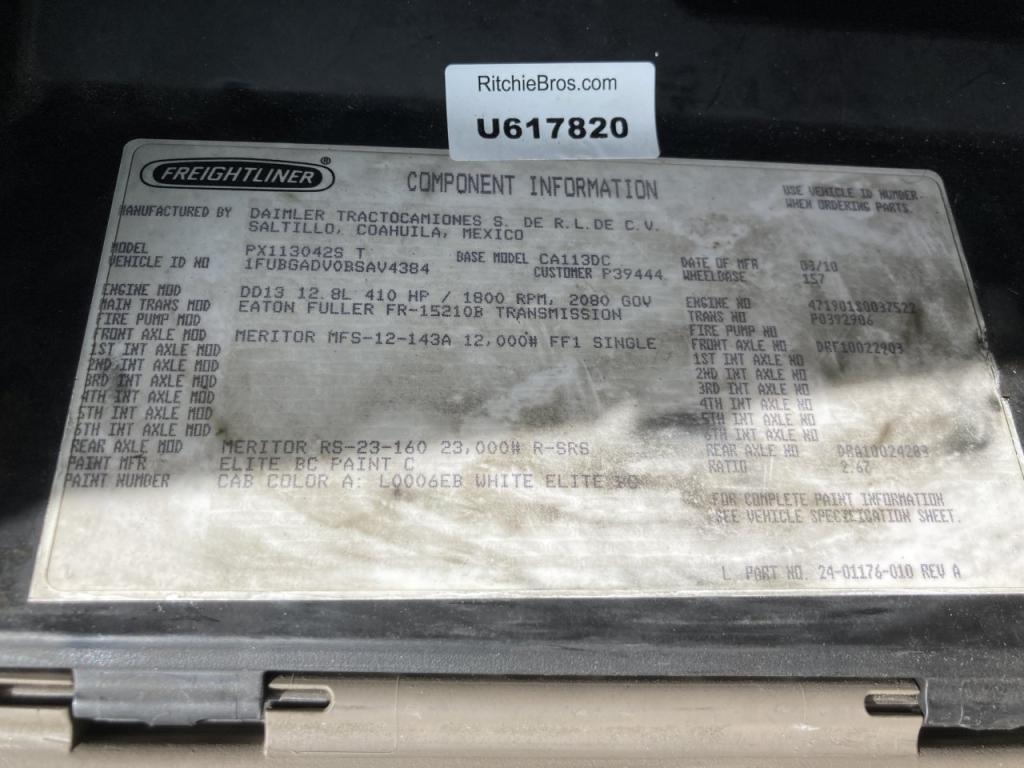 RitchieBros.com
U617820
FREIGHTLINER®
COMPONENT INFORMATION
USE VEHICLE ID NUMBER
WHEN ORDERING PARTS.
MANUFACTURED BY DAIMLER TRACTOCAMIONES S. DE R.L.DE C.V.
SALTILLO, COAHUILA, MEXICO
MODEL PX113042S T BASE MODEL CA113DC DATE OF MFR 03/10
VEHICLE ID NO 1FUBGADV0BSAV4384 CUSTOMER P39444 WHEELBASE 157
ENGINE MOD DD13 12.8L 410 HP / 1800 RPM, 2080 GOV ENGINE NO 471901S0037522
MAIN TRANS MOD EATON FULLER FR-15210B TRANSMISSION TRANS NO P0392906
FIRE PUMP MOD FIRE PUMP NO
FRONT AXLE MOD MERITOR MFS-12-143A 12,000# FF1 SINGLE FRONT AXLE NO DRF10022903
1ST INT AXLE MOD 1ST INT AXLE NO
2ND INT AXLE MOD 2ND INT AXLE NO
3RD INT AXLE MOD 3RD INT AXLE NO
4TH INT AXLE MOD 4TH INT AXLE NO
5TH INT AXLE MOD 5TH INT AXLE NO
6TH INT AXLE MOD 6TH INT AXLE NO
REAR AXLE MOD MERITOR RS-23-160 23,000# R-SRS REAR AXLE NO DRA10024283
PAINT MFR ELITE BC PAINT C RATIO 2.67
PAINT NUMBER CAB COLOR A: L0006EB WHITE ELITE BC
FOR COMPLETE PAINT INFORMATION
SEE VEHICLE SPECIFICATION SHEET.
L PART NO. 24-01176-010 REV A